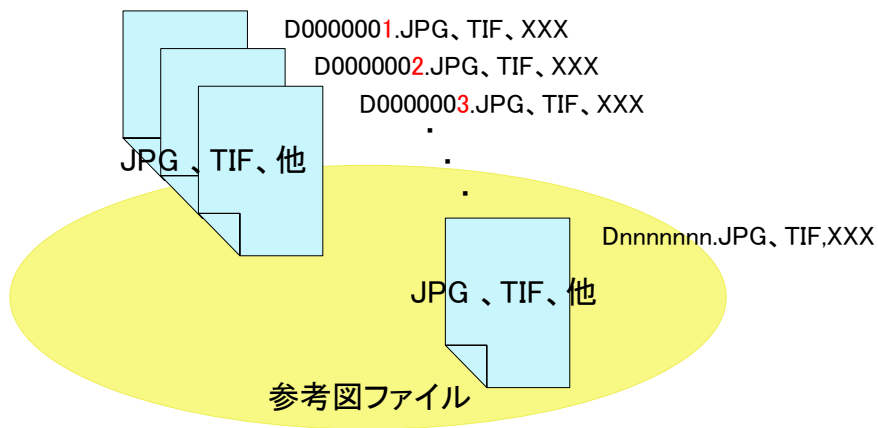 D0000001.JPG、TIF、XXX
D0000002.JPG、TIF、XXX
D0000003.JPG、TIF、XXX
JPG 、TIF、他
Dnnnnnnn.JPG、TIF,XXX
JPG 、TIF、他
参考図ファイル